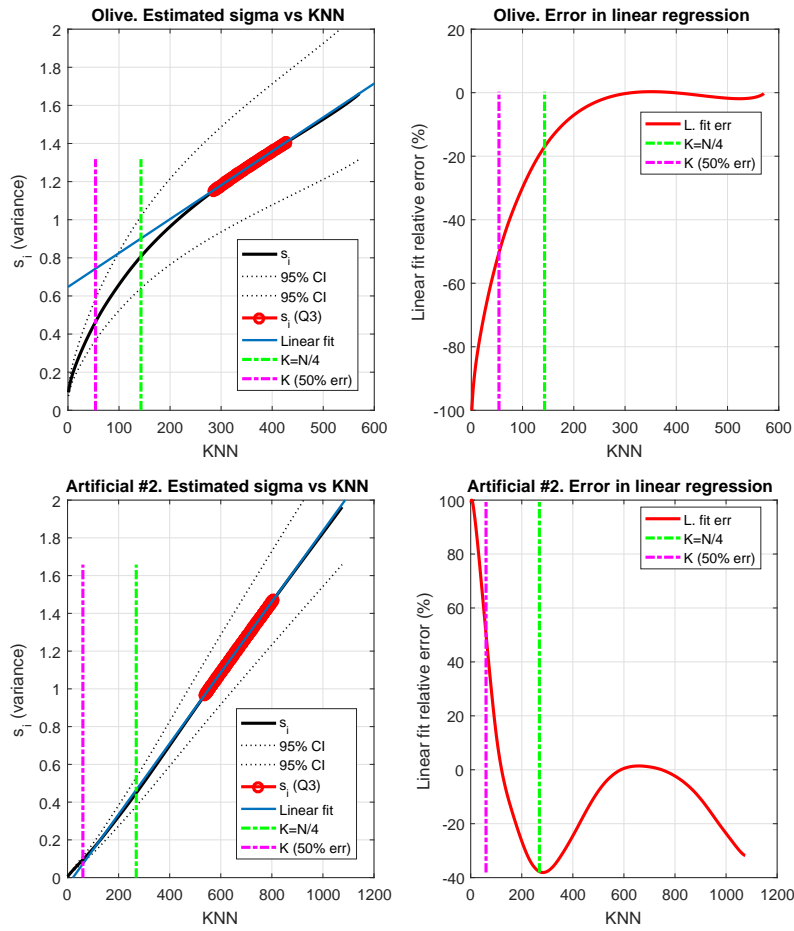 Olive. Estimated sigma vs KNN
2
1.8
1.6
1.4
1.2
1
0.8
0.6
0.4
0.2
0
s_i (variance)
s_i
95% CI
95% CI
s_i (Q3)
Linear fit
K=N/4
K (50% err)
0 100 200 300 400 500 600
KNN
Olive. Error in linear regression
20
0
-20
-40
-60
-80
-100
Linear fit relative error (%)
L. fit err
K=N/4
K (50% err)
0 100 200 300 400 500 600
KNN
Artificial #2. Estimated sigma vs KNN
2
1.8
1.6
1.4
1.2
1
0.8
0.6
0.4
0.2
0
s_i (variance)
s_i
95% CI
95% CI
s_i (Q3)
Linear fit
K=N/4
K (50% err)
0 200 400 600 800 1000 1200
KNN
Artificial #2. Error in linear regression
100
80
60
40
20
0
-20
-40
Linear fit relative error (%)
L. fit err
K=N/4
K (50% err)
0 200 400 600 800 1000 1200
KNN